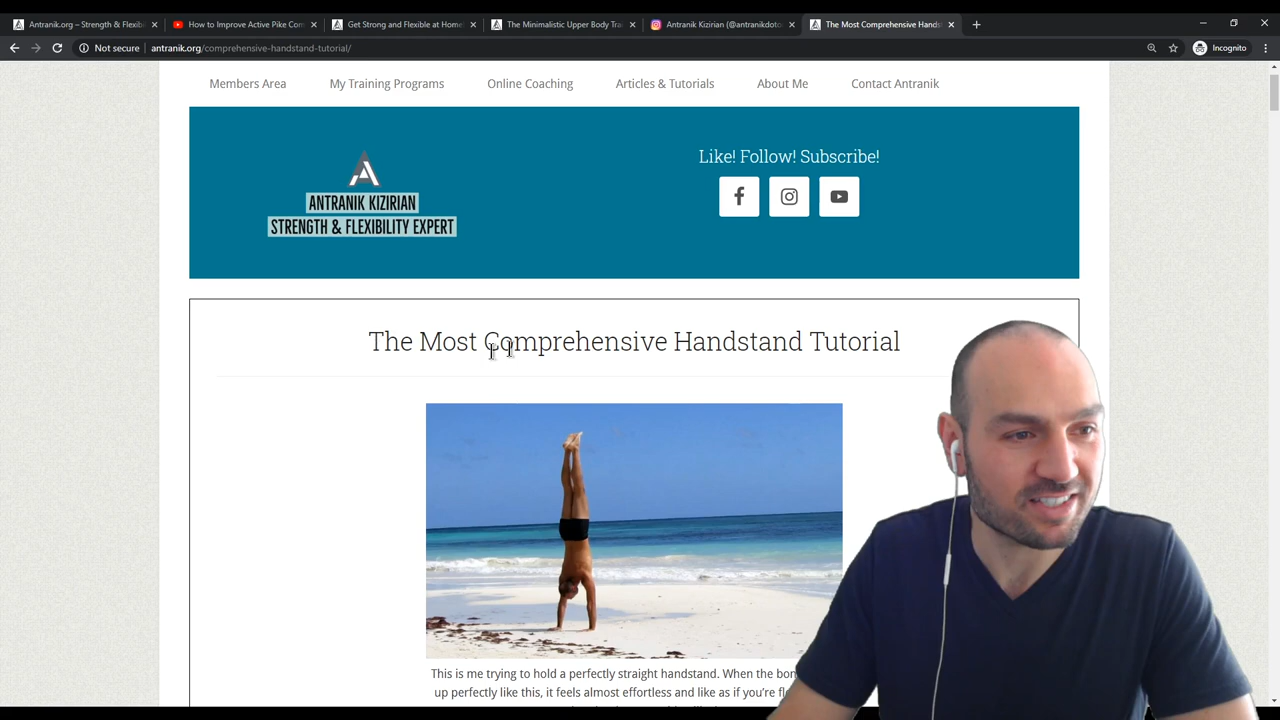 Antranik.org – Strength & Flexib
How to Improve Active Pike Com
Get Strong and Flexible at Home
The Minimalistic Upper Body Tra
Antranik Kizirian (@antranikdoto
The Most Comprehensive Handst
Not secure
antranik.org/comprehensive-handstand-tutorial/
Incognito
Members Area
My Training Programs
Online Coaching
Articles & Tutorials
About Me
Contact Antranik
ANTRANIK KIZIRIAN
STRENGTH & FLEXIBILITY EXPERT
Like! Follow! Subscribe!
The Most Comprehensive Handstand Tutorial
This is me trying to hold a perfectly straight handstand. When the bon
up perfectly like this, it feels almost effortless and like as if you're